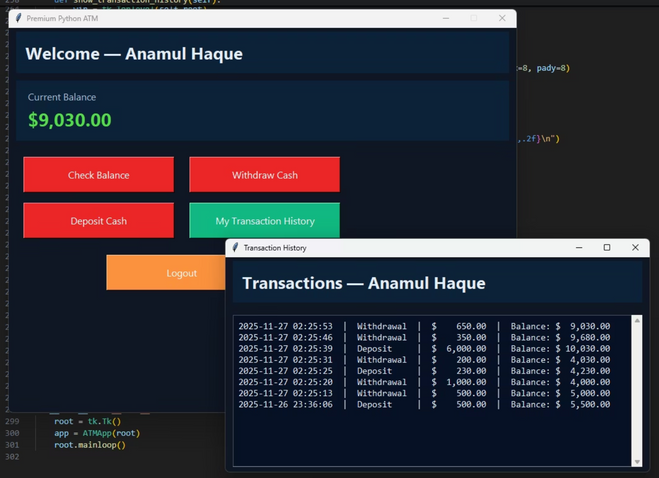 def show_transaction_history(self):
Premium Python ATM
Welcome — Anamul Haque
=8, pady=8)
Current Balance
$9,030.00
,.2f}\n")
Check Balance
Withdraw Cash
Deposit Cash
My Transaction History
Logout
Transaction History
Transactions — Anamul Haque
2025-11-27 02:25:53 | Withdrawal | $ 650.00 | Balance: $ 9,030.00
2025-11-27 02:25:46 | Withdrawal | $ 350.00 | Balance: $ 9,680.00
2025-11-27 02:25:39 | Deposit | $ 6,000.00 | Balance: $ 10,030.00
2025-11-27 02:25:31 | Withdrawal | $ 200.00 | Balance: $ 4,030.00
2025-11-27 02:25:25 | Deposit | $ 230.00 | Balance: $ 4,230.00
2025-11-27 02:25:20 | Withdrawal | $ 1,000.00 | Balance: $ 4,000.00
2025-11-27 02:25:13 | Withdrawal | $ 500.00 | Balance: $ 5,000.00
2025-11-26 23:36:06 | Deposit | $ 500.00 | Balance: $ 5,500.00
299 root = tk.Tk()
300 app = ATMApp(root)
301 root.mainloop()
302